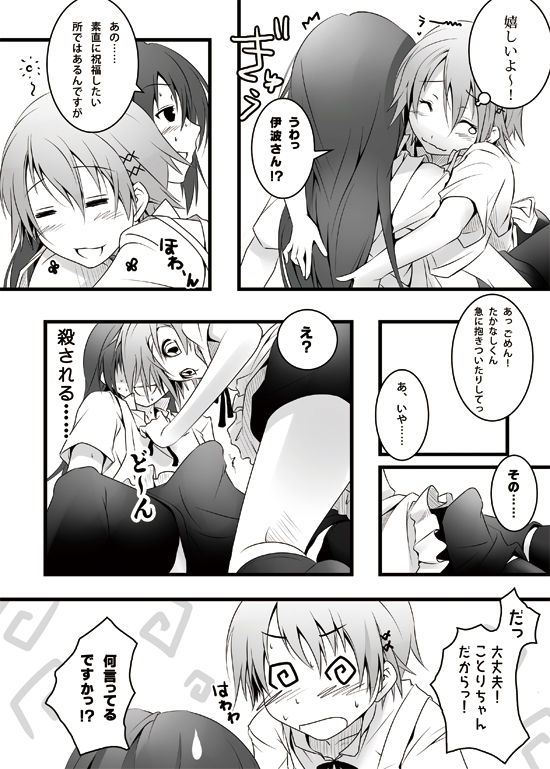 嬉しいよ～！
ぎゅう
うわっ
伊波さん!?
あの……
素直に祝福したい
所ではあるんですが
ほわ、ん
あっ ごめん！
たかなしくん
急に抱きついたりしてっ
あ、いや……
その……
え？
殺される……
どーん
だっ
大丈夫！
ことりちゃん
だからっ！
はわわ
何言ってる
ですかっ!?